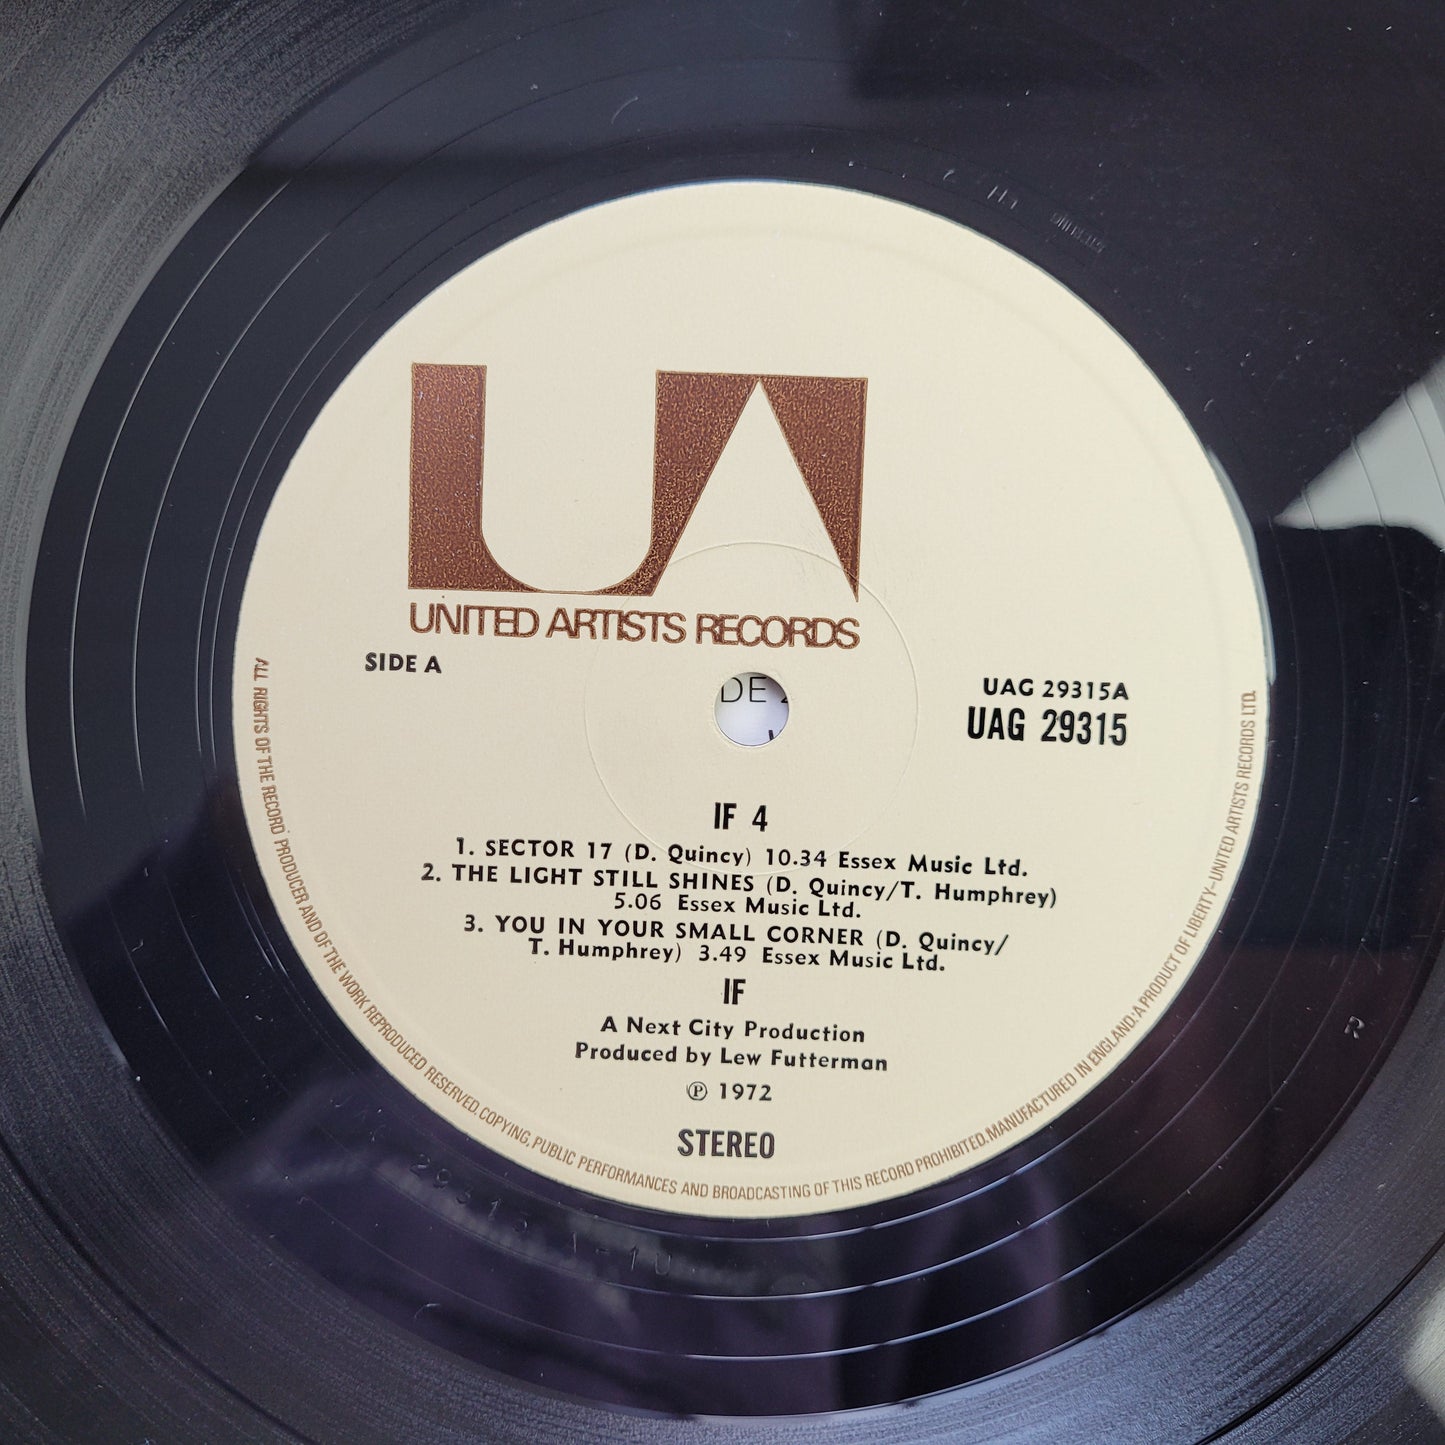 UA
UNITED ARTISTS RECORDS
SIDE A
UAG 29315A
UAG 29315
DE
IF 4
1. SECTOR 17 (D. Quincy) 10.34 Essex Music Ltd.
2. THE LIGHT STILL SHINES (D. Quincy/T. Humphrey)
5.06 Essex Music Ltd.
3. YOU IN YOUR SMALL CORNER (D. Quincy/
T. Humphrey) 3.49 Essex Music Ltd.
IF
A Next City Production
Produced by Lew Futterman
℗ 1972
STEREO
ALL RIGHTS OF THE RECORD PRODUCER AND OF THE WORK REPRODUCED RESERVED. COPYING, PUBLIC PERFORMANCES AND BROADCASTING OF THIS RECORD PROHIBITED. MANUFACTURED IN ENGLAND: A PRODUCT OF LIBERTY-UNITED ARTISTS RECORDS LTD.
R